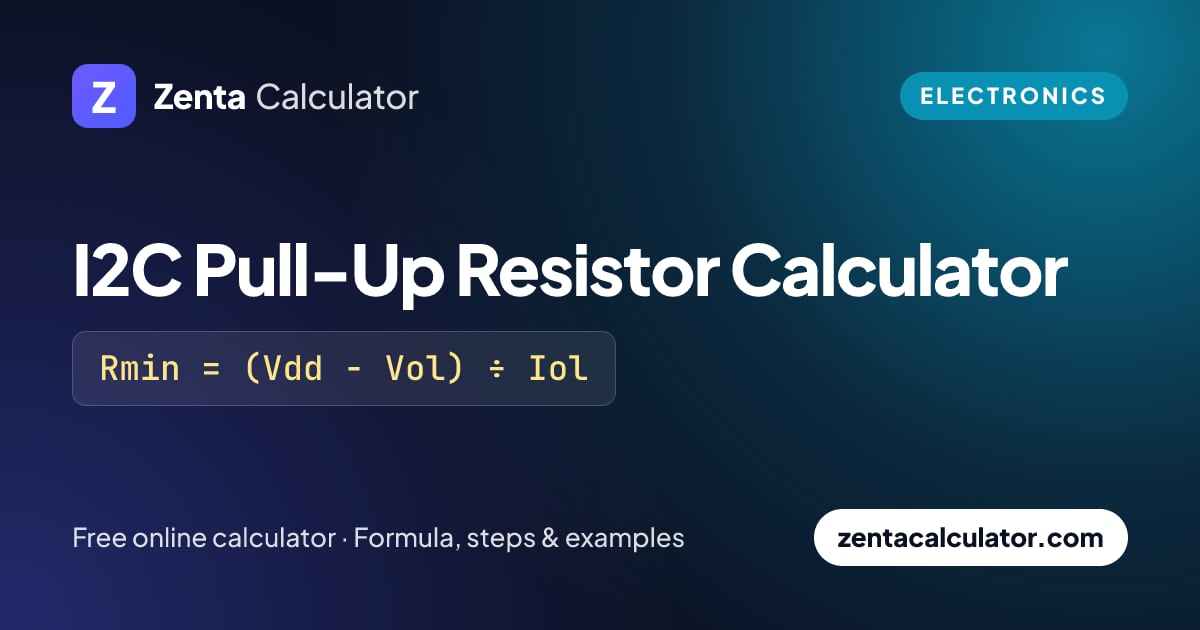 Z
Zenta Calculator
ELECTRONICS
I2C Pull-Up Resistor Calculator
Rmin = (Vdd - Vol) ÷ Iol
Free online calculator · Formula, steps & examples
zentacalculator.com